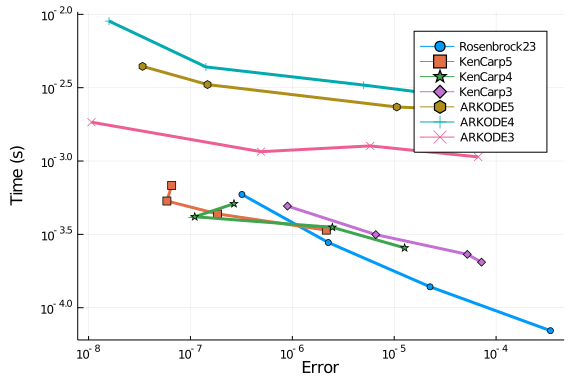 10^-2.0
10^-2.5
10^-3.0
10^-3.5
10^-4.0
Time (s)
Rosenbrock23
KenCarp5
KenCarp4
KenCarp3
ARKODE5
ARKODE4
ARKODE3
10^-8 10^-7 10^-6 10^-5 10^-4
Error